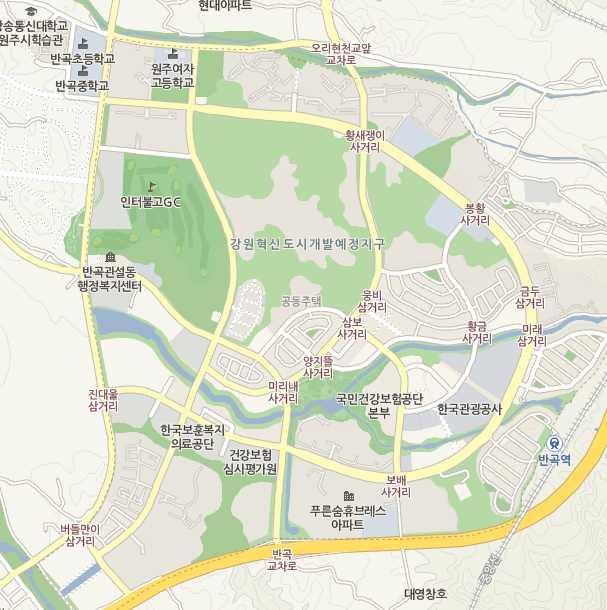 현대아파트
방송통신대학교
원주시학습관
반곡초등학교
반곡중학교
원주여자
고등학교
오리현천교앞
교차로
황새쟁이
사거리
인터불고GC
봉황
사거리
강원혁신도시개발예정지구
반곡관설동
행정복지센터
공동주택
웅비
삼거리
금두
삼거리
삼보
사거리
황금
사거리
미래
삼거리
양지뜰
사거리
미리내
사거리
진대울
삼거리
국민건강보험공단
본부
한국관광공사
한국보훈복지
의료공단
건강보험
심사평가원
반곡역
보배
사거리
푸른숨휴브레스
아파트
버들만이
삼거리
반곡
교차로
중앙선
대영창호